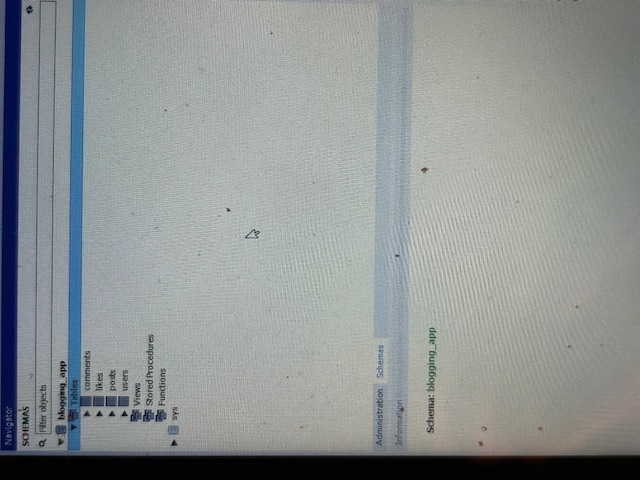 Navigator
SCHEMAS
Filter objects
blogging_app
Tables
comments
likes
posts
users
Views
Stored Procedures
Functions
sys
Administration Schemas
Information
Schema: blogging_app